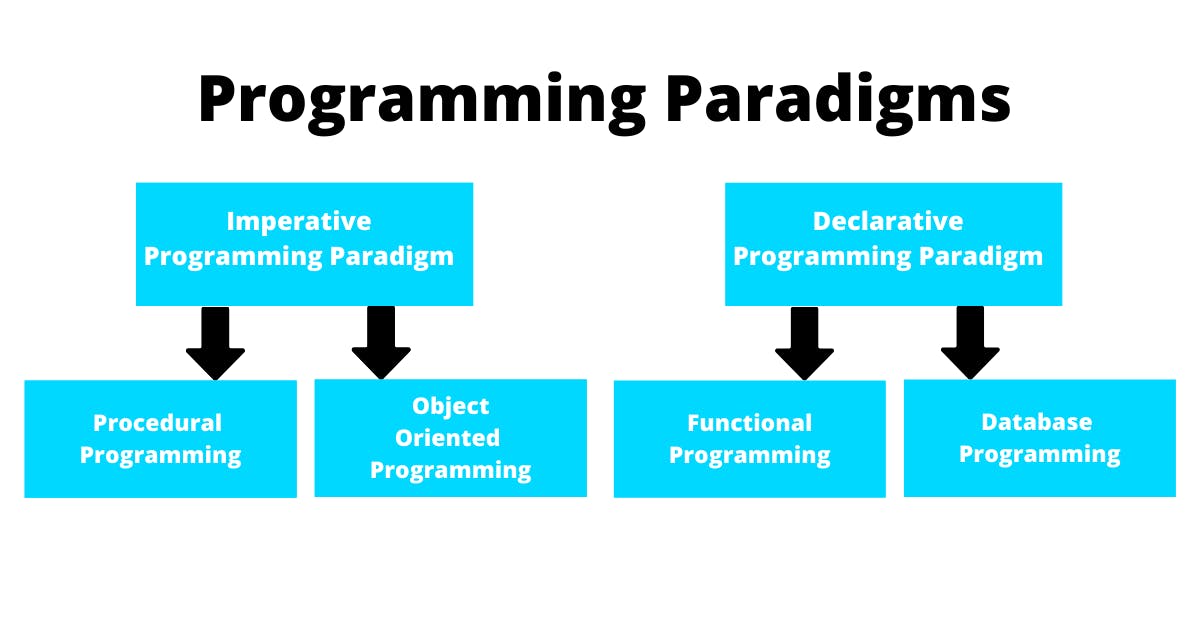 Programming Paradigms
Imperative
Programming Paradigm
Declarative
Programming Paradigm
Procedural
Programming
Object
Oriented
Programming
Functional
Programming
Database
Programming